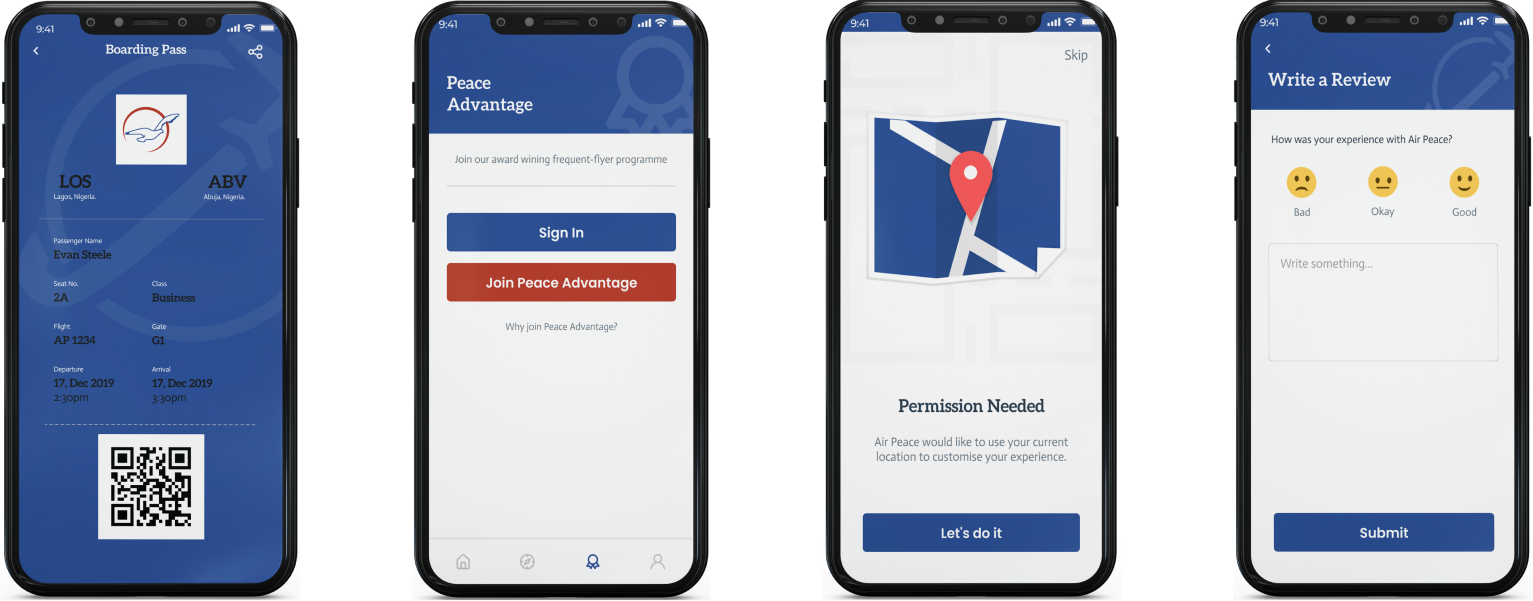 9:41
Boarding Pass
LOS
ABV
Lagos, Nigeria.
Abuja, Nigeria.
Passenger Name
Evan Steele
Seat No.
Class
2A
Business
Flight
Gate
AP 1234
G1
Departure
Arrival
17, Dec 2019
17, Dec 2019
2:30pm
3:30pm
9:41
Peace
Advantage
Join our award wining frequent-flyer programme
Sign In
Join Peace Advantage
Why join Peace Advantage?
9:41
Skip
Permission Needed
Air Peace would like to use your current
location to customise your experience.
Let's do it
9:41
Write a Review
How was your experience with Air Peace?
Bad
Okay
Good
Write something...
Submit